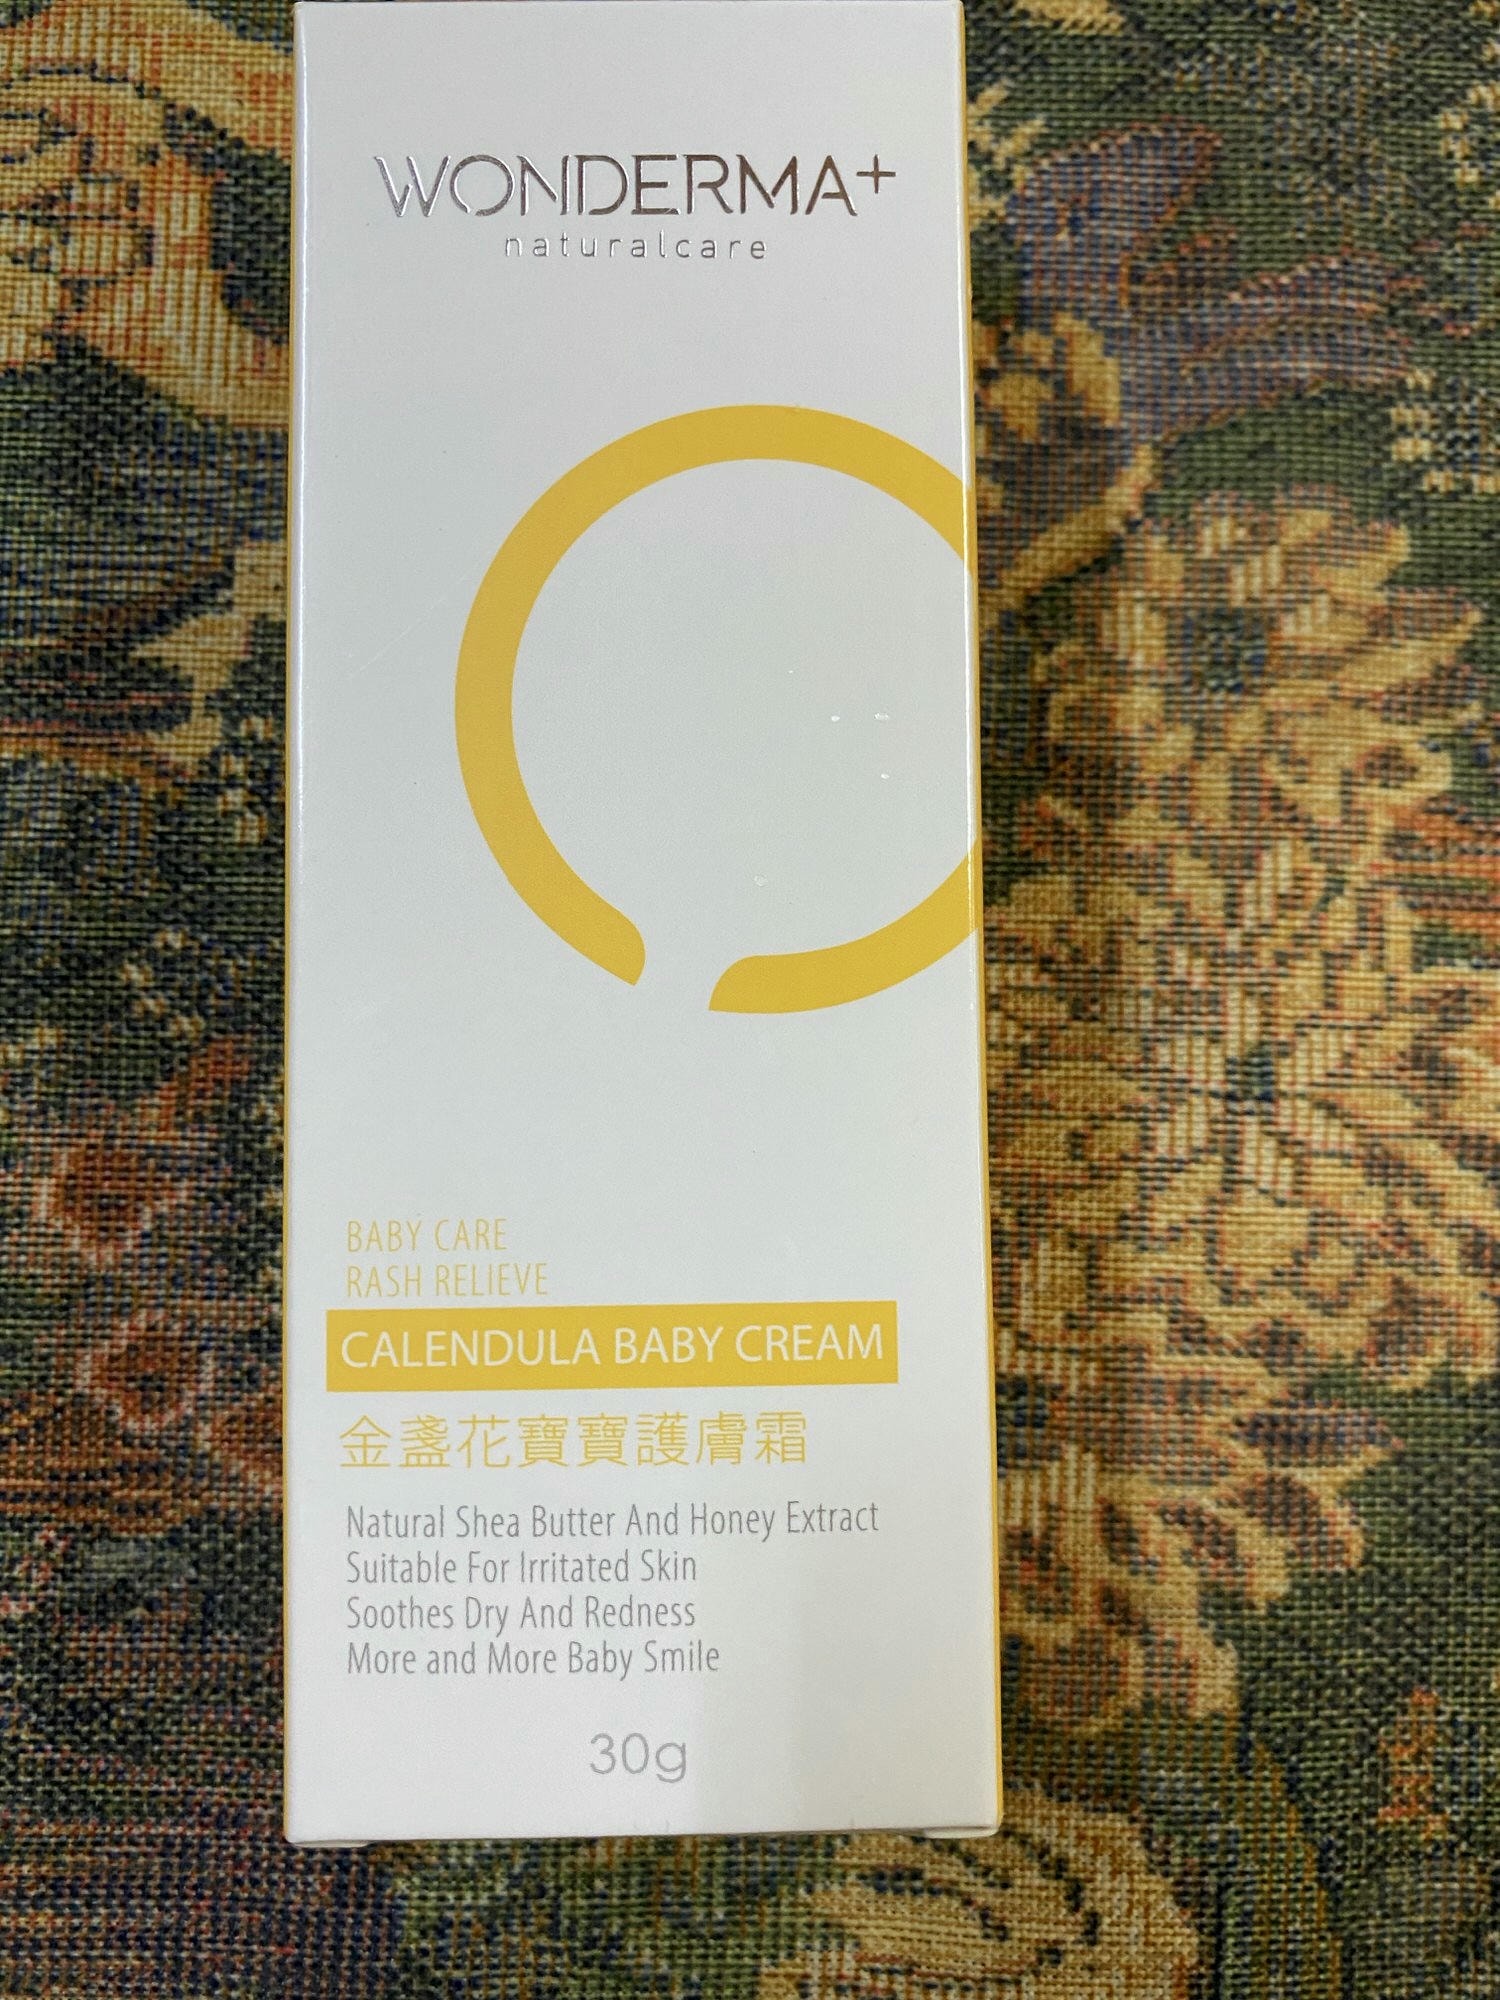 WONDERMA+
naturalcare
BABY CARE
RASH RELIEVE
CALENDULA BABY CREAM
金盞花寶寶護膚霜
Natural Shea Butter And Honey Extract
Suitable For Irritated Skin
Soothes Dry And Redness
More and More Baby Smile
30g